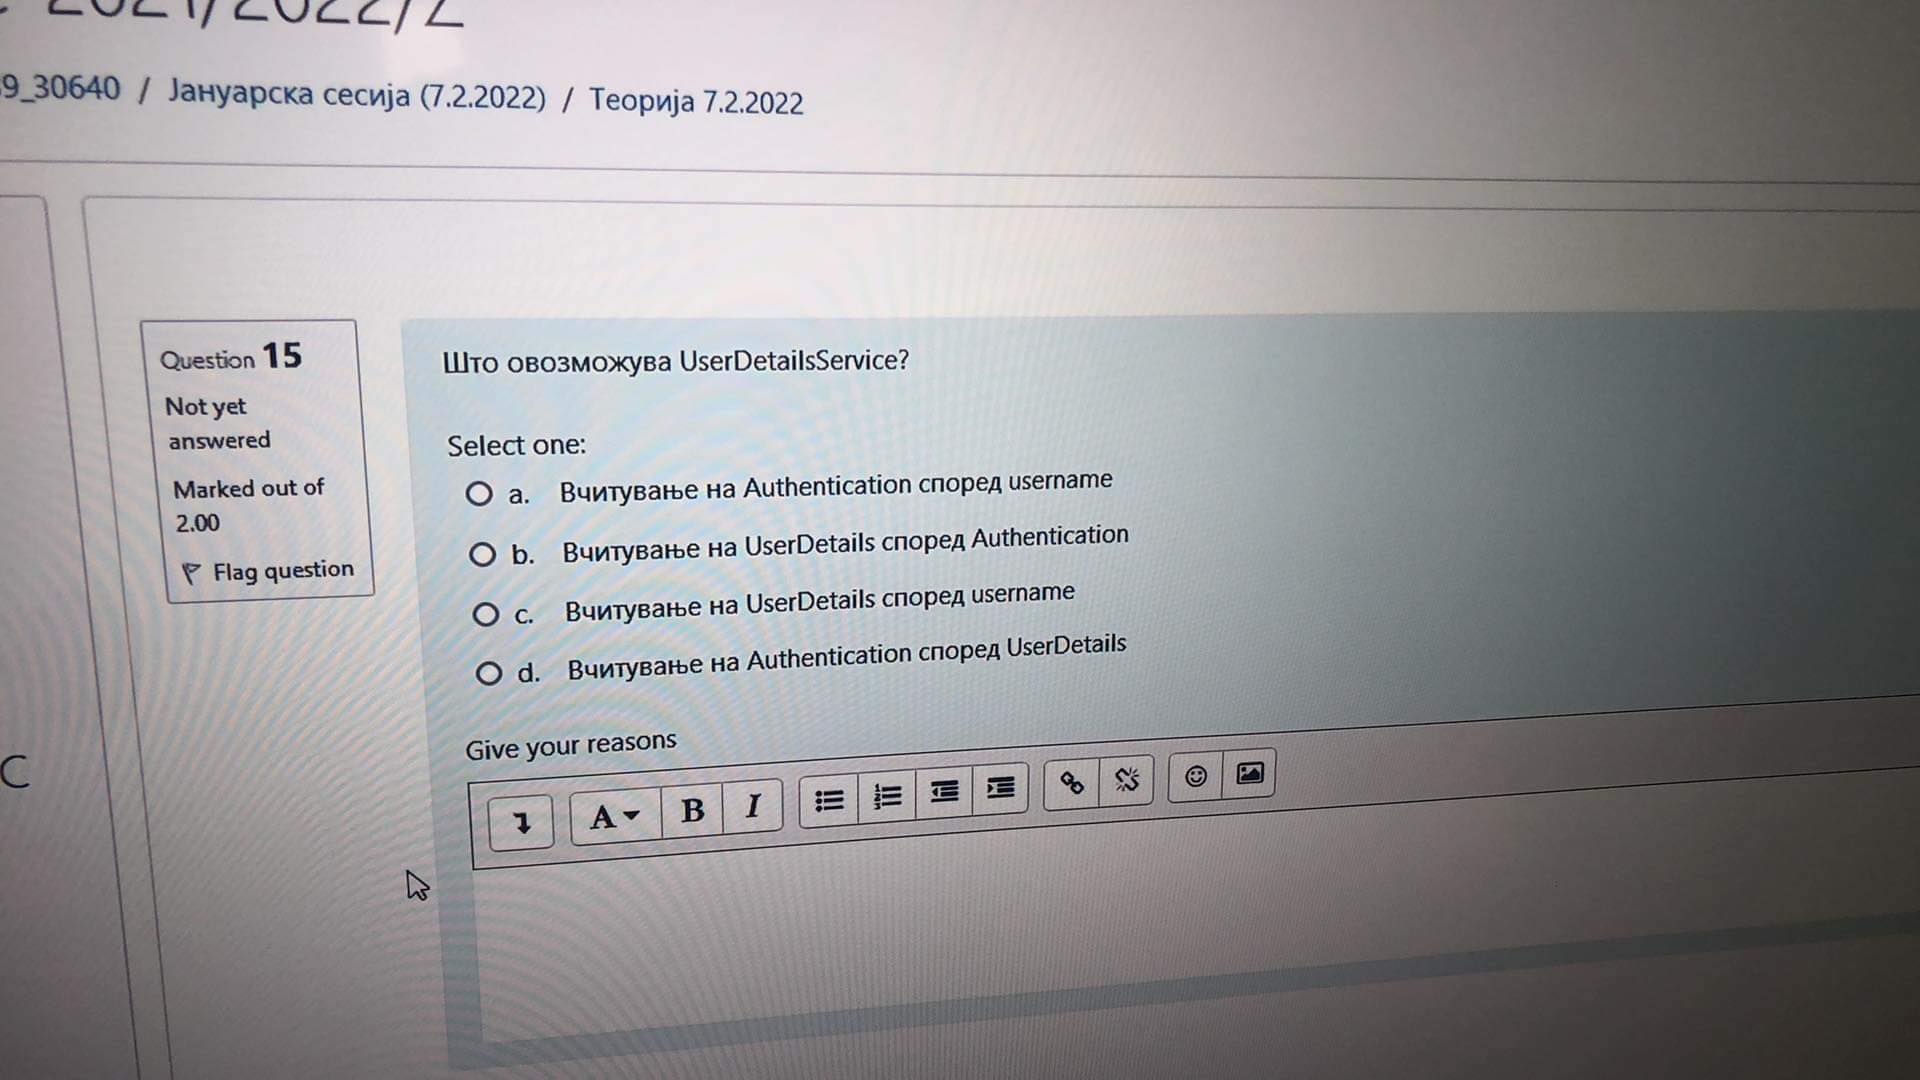 2021/2022/Z
9_30640 / Јануарска сесија (7.2.2022) / Теорија 7.2.2022
Question 15
Not yet
answered
Marked out of
2.00
Flag question
Што овозможува UserDetailsService?
Select one:
a. Вчитување на Authentication според username
b. Вчитување на UserDetails според Authentication
c. Вчитување на UserDetails според username
d. Вчитување на Authentication според UserDetails
Give your reasons
A B I
C